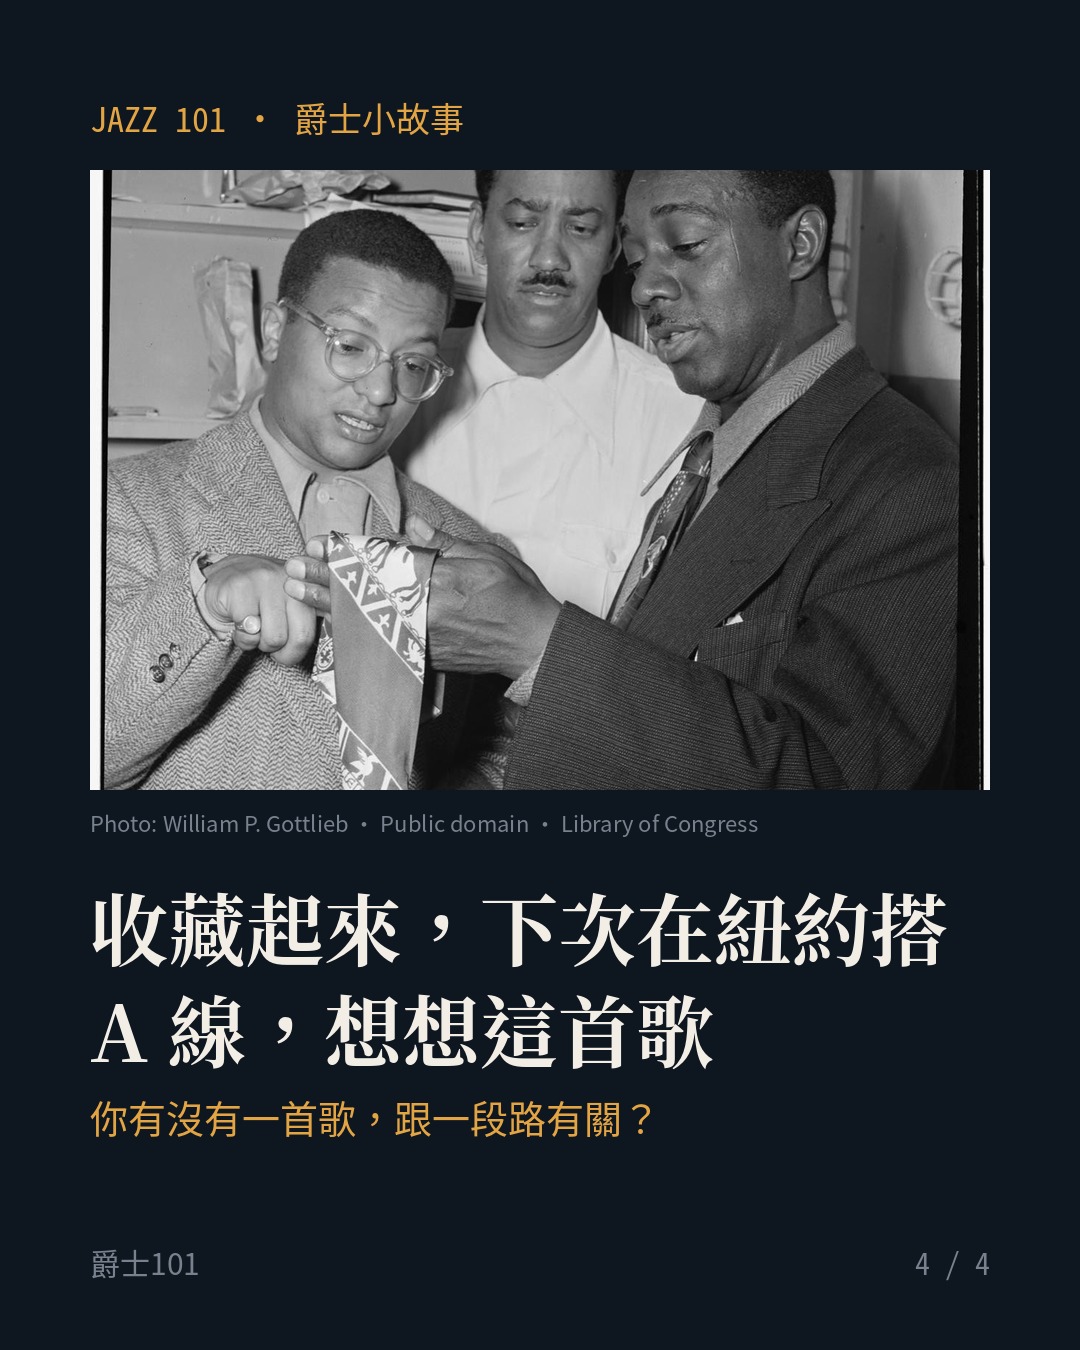 JAZZ 101 · 爵士小故事
Photo: William P. Gottlieb · Public domain · Library of Congress
收藏起來，下次在紐約搭
A 線，想想這首歌
你有沒有一首歌，跟一段路有關？
爵士101
4 / 4